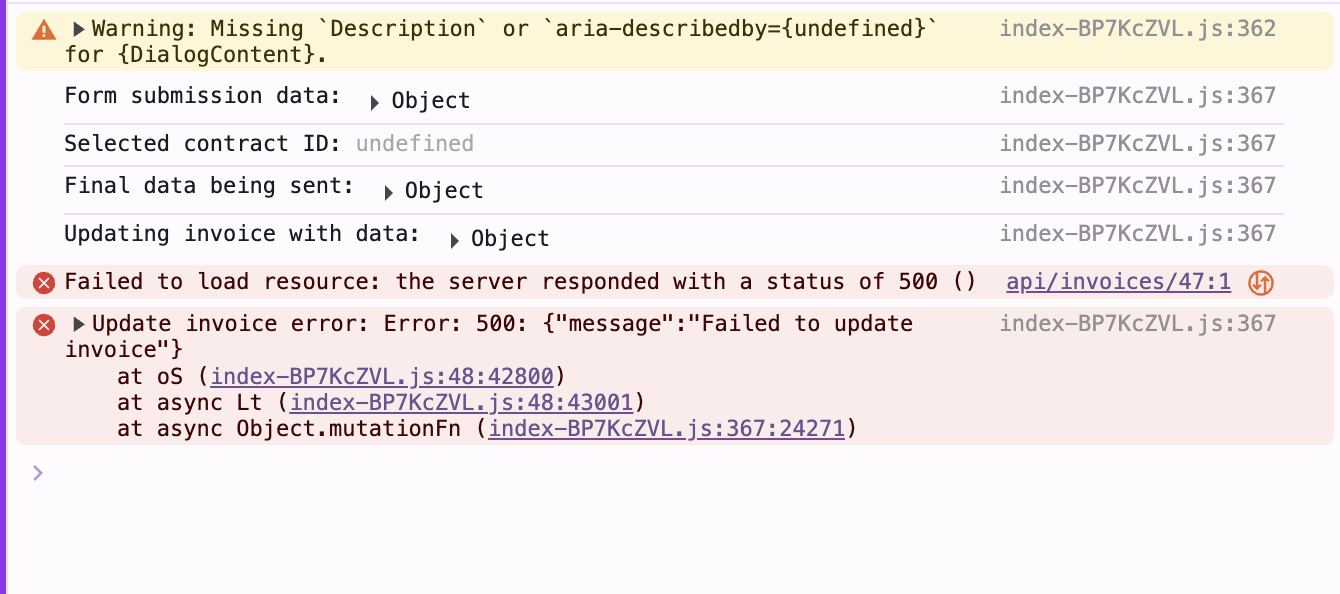 Warning: Missing `Description` or `aria-describedby={undefined}` index-BP7KcZVL.js:362
for {DialogContent}.
Form submission data: Object index-BP7KcZVL.js:367
Selected contract ID: undefined index-BP7KcZVL.js:367
Final data being sent: Object index-BP7KcZVL.js:367
Updating invoice with data: Object index-BP7KcZVL.js:367
Failed to load resource: the server responded with a status of 500 () api/invoices/47:1
Update invoice error: Error: 500: {"message":"Failed to update index-BP7KcZVL.js:367
invoice"}
at oS (index-BP7KcZVL.js:48:42800)
at async Lt (index-BP7KcZVL.js:48:43001)
at async Object.mutationFn (index-BP7KcZVL.js:367:24271)